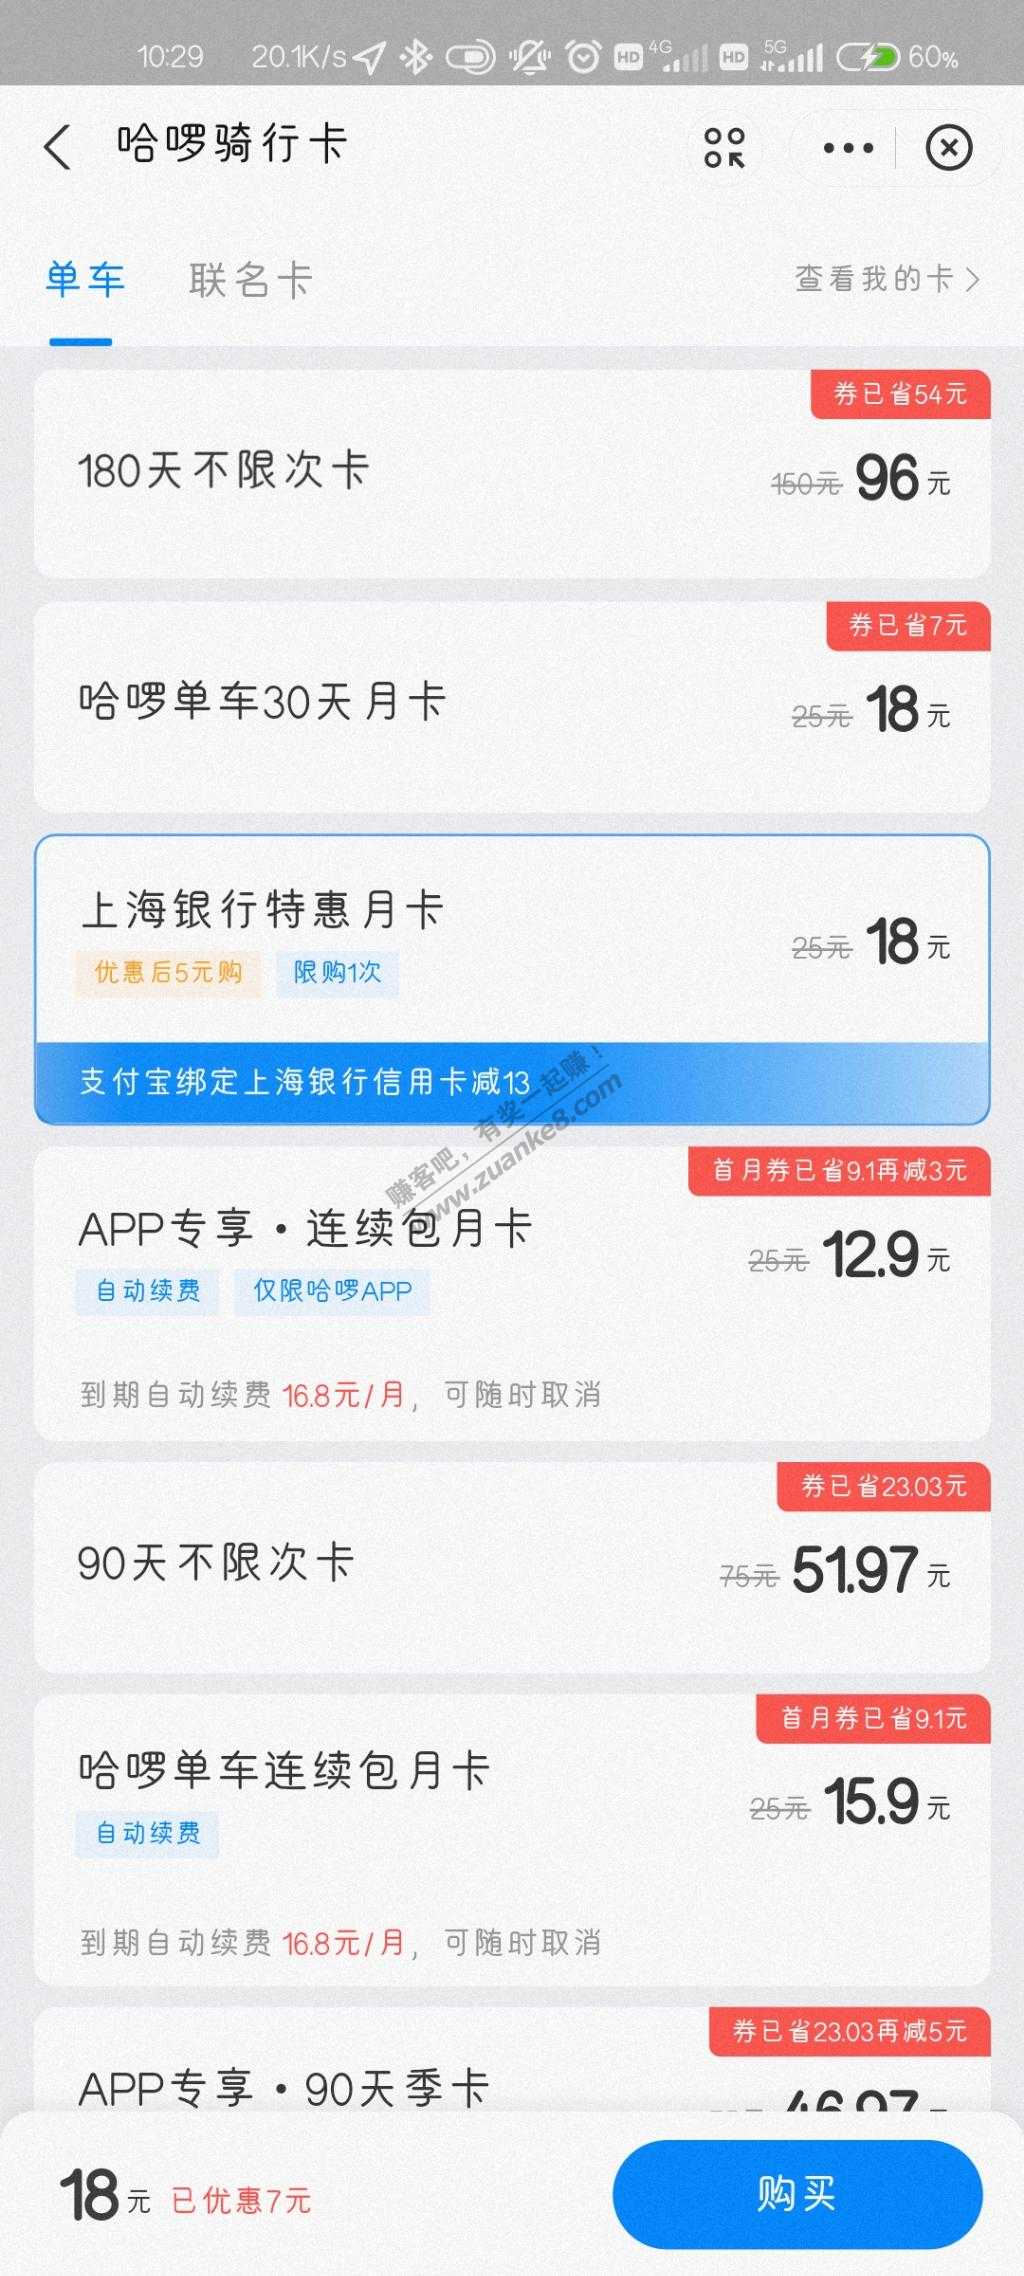 10:29 20.1K/s HD 4G HD 5G 60%
哈啰骑行卡
单车 联名卡 查看我的卡
券已省54元
180天不限次卡
150元 96元
券已省7元
哈啰单车30天月卡
25元 18元
上海银行特惠月卡
25元 18元
优惠后5元购 限购1次
支付宝绑定上海银行信用卡减13
赚客吧，有奖一起赚！
www.zuanke8.com
首月券已省9.1再减3元
APP专享·连续包月卡
25元 12.9元
自动续费 仅限哈啰APP
到期自动续费 16.8元/月，可随时取消
券已省23.03元
90天不限次卡
75元 51.97元
首月券已省9.1元
哈啰单车连续包月卡
25元 15.9元
自动续费
到期自动续费 16.8元/月，可随时取消
券已省23.03再减5元
APP专享·90天季卡
46.97
18元 已优惠7元 购买